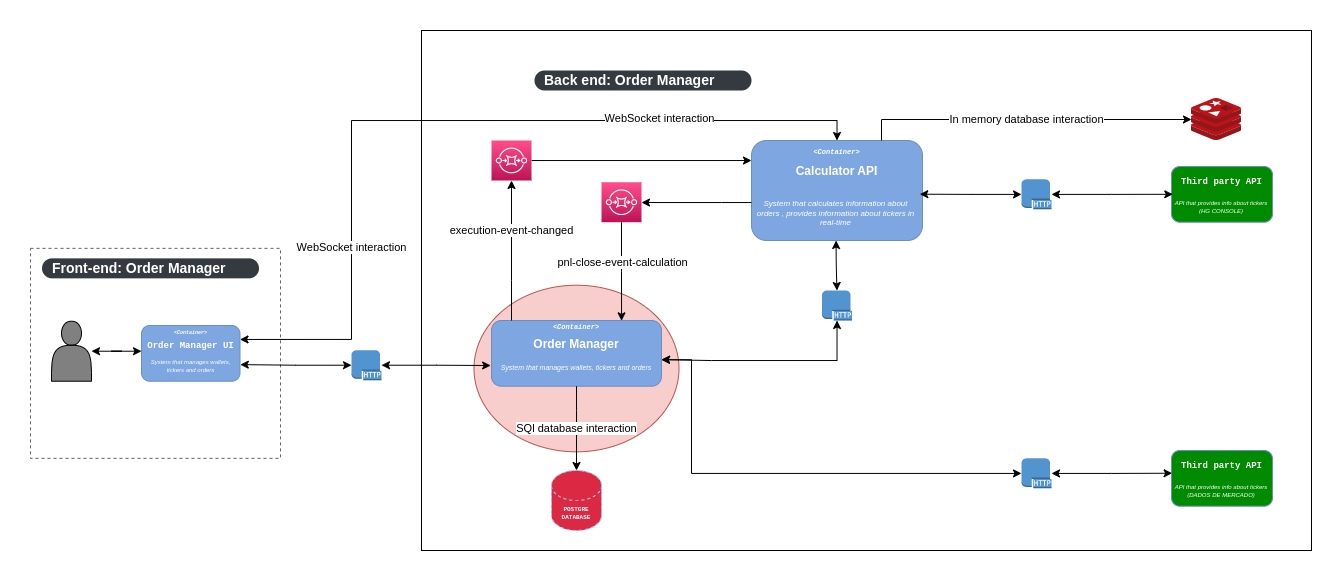 Back end: Order Manager
WebSocket interaction
In memory database interaction
<Container>
Calculator API
System that calculates information about
orders , provides information about tickers in
real-time
HTTP
Third party API
API that provides info about tickers
(HG CONSOLE)
execution-event-changed
WebSocket interaction
pnl-close-event-calculation
Front-end: Order Manager
HTTP
<Container>
Order Manager UI
System that manages wallets,
tickers and orders
<Container>
Order Manager
System that manages wallets, tickers and orders
HTTP
SQl database interaction
HTTP
Third party API
API that provides info about tickers
(DADOS DE MERCADO)
POSTGRE
DATABASE